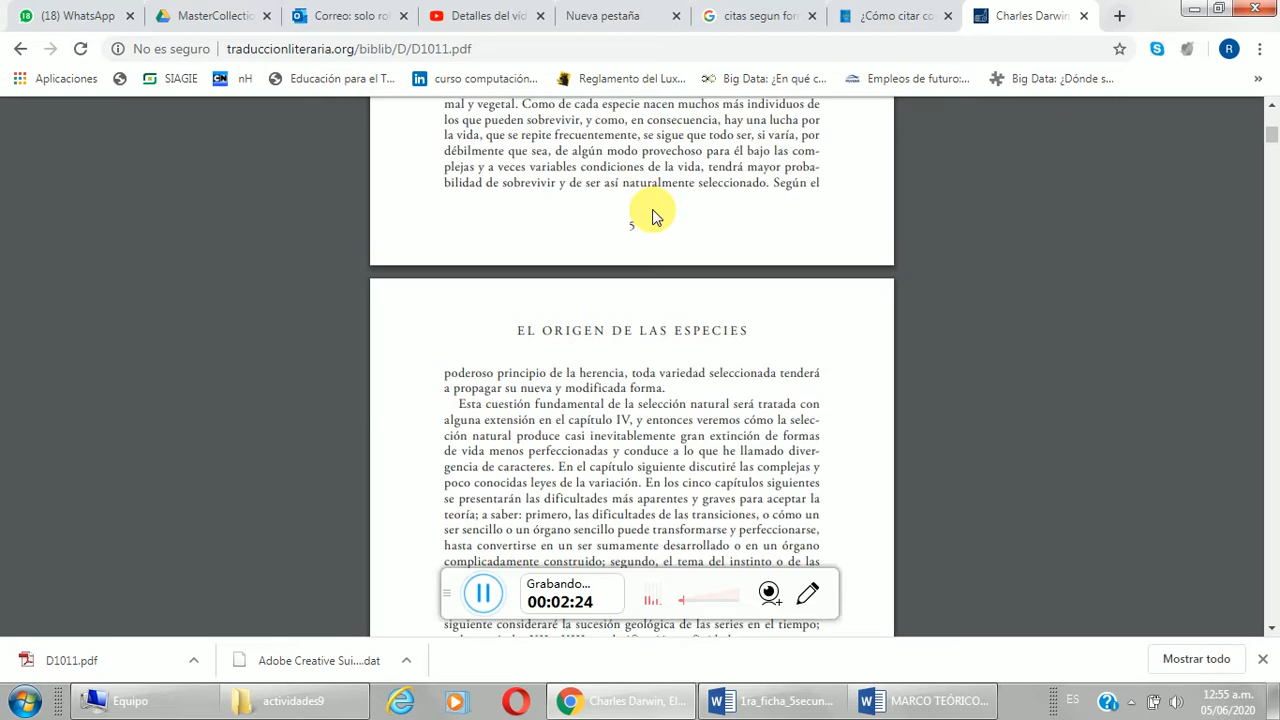 (18) WhatsApp
MasterCollectio
Correo: solo rol
Detalles del víd
Nueva pestaña
citas segun for
¿Cómo citar co
Charles Darwin,
No es seguro
traduccionliteraria.org/biblib/D/D1011.pdf
R
Aplicaciones
SIAGIE
nH
Educación para el T...
curso computación...
Reglamento del Lux...
Big Data: ¿En qué c...
Empleos de futuro:...
Big Data: ¿Dónde s...
mal y vegetal. Como de cada especie nacen muchos más individuos de
los que pueden sobrevivir, y como, en consecuencia, hay una lucha por
la vida, que se repite frecuentemente, se sigue que todo ser, si varía, por
débilmente que sea, de algún modo provechoso para él bajo las com-
plejas y a veces variables condiciones de la vida, tendrá mayor proba-
bilidad de sobrevivir y de ser así naturalmente seleccionado. Según el
5
EL ORIGEN DE LAS ESPECIES
poderoso principio de la herencia, toda variedad seleccionada tenderá
a propagar su nueva y modificada forma.
Esta cuestión fundamental de la selección natural será tratada con
alguna extensión en el capítulo IV, y entonces veremos cómo la selec-
ción natural produce casi inevitablemente gran extinción de formas
de vida menos perfeccionadas y conduce a lo que he llamado diver-
gencia de caracteres. En el capítulo siguiente discutiré las complejas y
poco conocidas leyes de la variación. En los cinco capítulos siguientes
se presentarán las dificultades más aparentes y graves para aceptar la
teoría; a saber: primero, las dificultades de las transiciones, o cómo un
ser sencillo o un órgano sencillo puede transformarse y perfeccionarse,
hasta convertirse en un ser sumamente desarrollado o en un órgano
complicadamente construido; segundo, el tema del instinto o de las
Grabando...
00:02:24
siguiente consideraré la sucesión geológica de las series en el tiempo;
D1011.pdf
Adobe Creative Sui....dat
Mostrar todo
Equipo
'actividades9
Charles Darwin, El...
1ra_ficha_5secun...
MARCO TEÓRICO...
ES
12:55 a.m.
05/06/2020